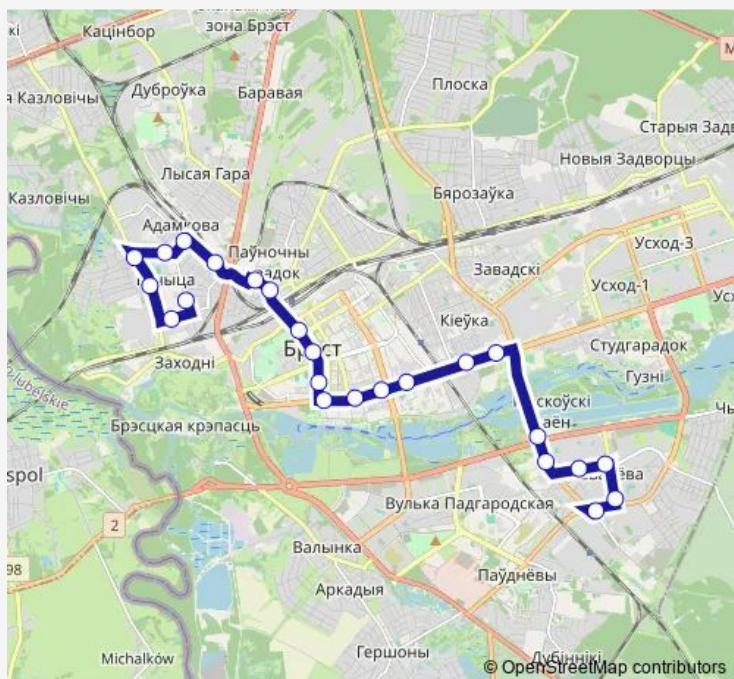 зона Брэст
Кацінбор
Дуброўка
Баравая
Плоска
M
Казловічы
Старыя Задв
Новыя Задворцы
Лысая Гара
Казловічы
Бярозаўка
Адамкова
Паўночны
Усход-3
Завадскі
Усход-1
Усх
Кіеўка
Брэст
Заходні
Студгарадок
Гузні
Брэсцкая крэпасць
Чы
spol
Вулька Падгародская
2
Валынка
98
Паўднёвы
Аркадыя
Гершоны
Michalków
Дубіннікі
© OpenStreetMap contributors